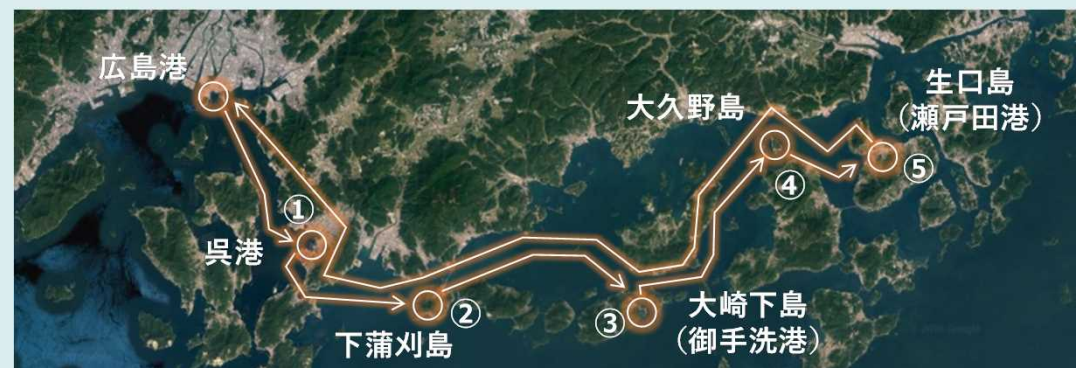 広島港
①
呉港
②
下蒲刈島
③
大崎下島
（御手洗港）
大久野島
④
生口島
（瀬戸田港）
⑤